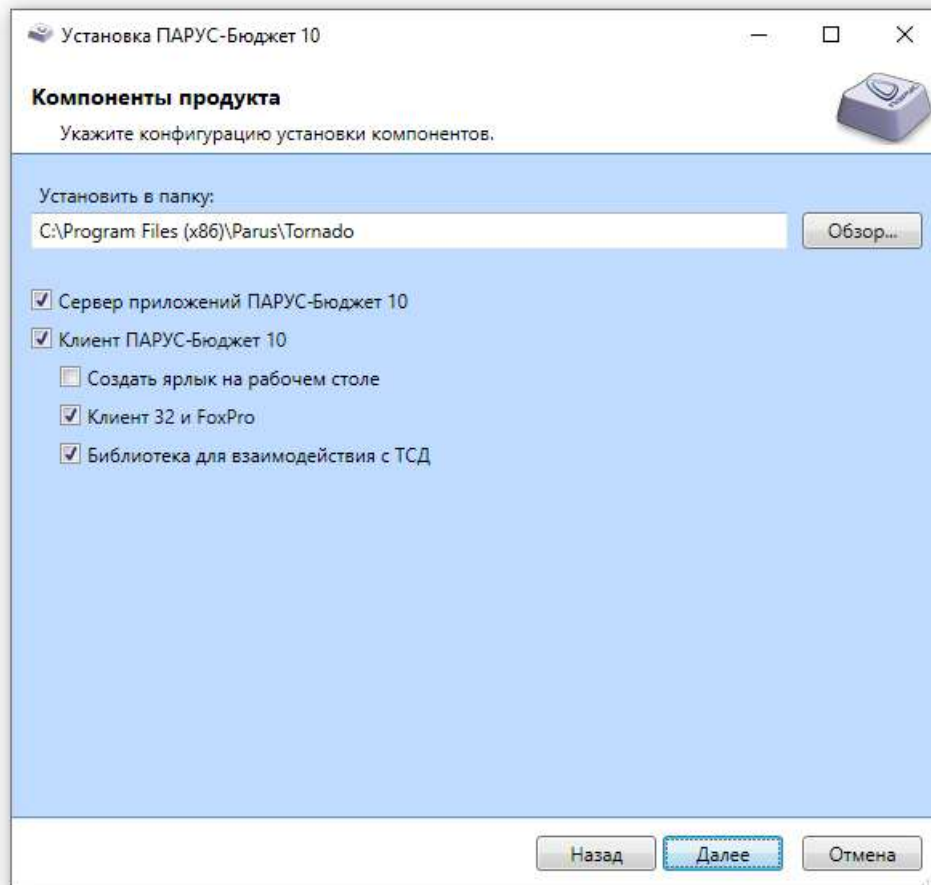 Установка ПАРУС-Бюджет 10
Компоненты продукта
Укажите конфигурацию установки компонентов.
Установить в папку:
C:\Program Files (x86)\Parus\Tornado
Обзор...
Сервер приложений ПАРУС-Бюджет 10
Клиент ПАРУС-Бюджет 10
Создать ярлык на рабочем столе
Клиент 32 и FoxPro
Библиотека для взаимодействия с ТСД
Назад Далее Отмена